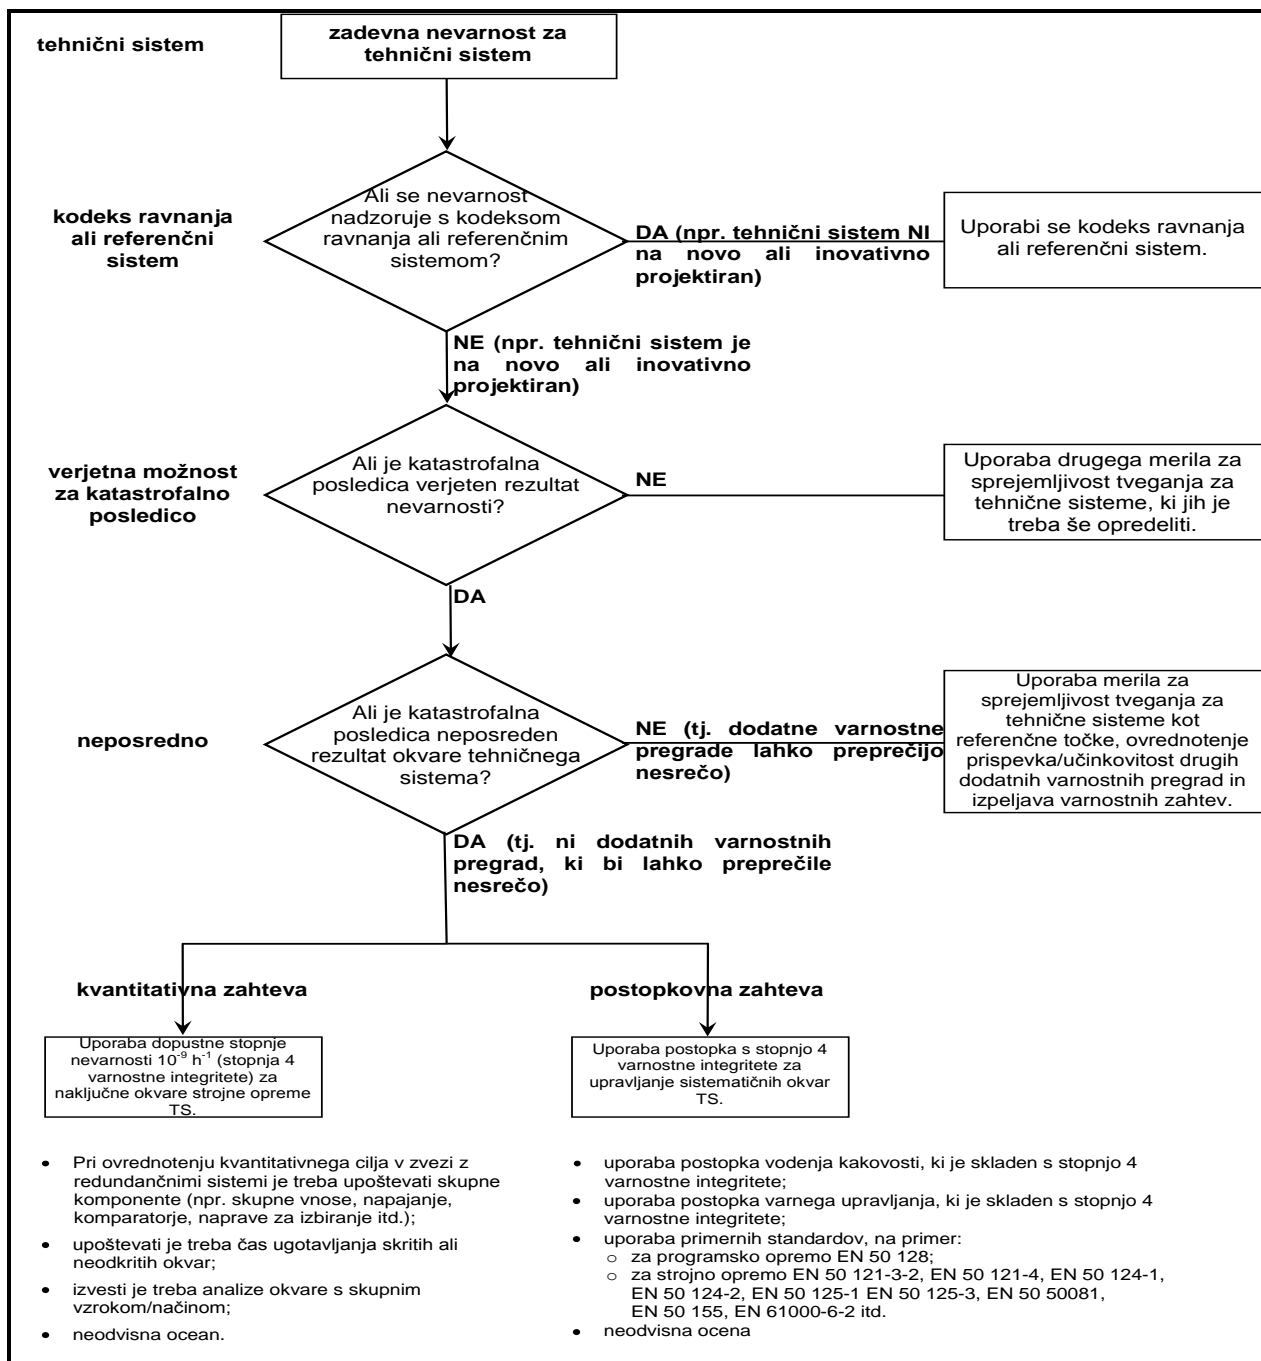 tehnični sistem
zadevna nevarnost za
tehnični sistem
Ali se nevarnost
nadzoruje s kodeksom
ravnanja ali referenčnim
sistemom?
kodeks ravnanja
ali referenčni
sistem
DA (npr. tehnični sistem NI
na novo ali inovativno
projektiran)
Uporabi se kodeks ravnanja
ali referenčni sistem.
NE (npr. tehnični sistem je
na novo ali inovativno
projektiran)
verjetna možnost
za katastrofalno
posledico
Ali je katastrofalna
posledica verjeten rezultat
nevarnosti?
NE
Uporaba drugega merila za
sprejemljivost tveganja za
tehnične sisteme, ki jih je
treba še opredeliti.
DA
neposredno
Ali je katastrofalna
posledica neposreden
rezultat okvare tehničnega
sistema?
NE (tj. dodatne varnostne
pregrade lahko preprečijo
nesrečo)
Uporaba merila za
sprejemljivost tveganja za
tehnične sisteme kot
referenčne točke, ovrednotenje
prispevka/učinkovitost drugih
dodatnih varnostnih pregrad in
izpeljava varnostnih zahtev.
DA (tj. ni dodatnih varnostnih
pregrad, ki bi lahko preprečile
nesrečo)
kvantitativna zahteva
Uporaba dopustne stopnje
nevarnosti 10⁻⁹ h⁻¹ (stopnja 4
varnostne integritete) za
naključne okvare strojne opreme
TS.
• Pri ovrednotenju kvantitativnega cilja v zvezi z
redundančnimi sistemi je treba upoštevati skupne
komponente (npr. skupne vnose, napajanje,
komparatorje, naprave za izbiranje itd.);
• upoštevati je treba čas ugotavljanja skritih ali
neodkritih okvar;
• izvesti je treba analize okvare s skupnim
vzrokom/načinom;
• neodvisna ocean.
postopkovna zahteva
Uporaba postopka s stopnjo 4
varnostne integritete za
upravljanje sistematičnih okvar
TS.
• uporaba postopka vodenja kakovosti, ki je skladen s stopnjo 4
varnostne integritete;
• uporaba postopka varnega upravljanja, ki je skladen s stopnjo 4
varnostne integritete;
• uporaba primernih standardov, na primer:
o za programsko opremo EN 50 128;
o za strojno opremo EN 50 121-3-2, EN 50 121-4, EN 50 124-1,
EN 50 124-2, EN 50 125-1 EN 50 125-3, EN 50 50081,
EN 50 155, EN 61000-6-2 itd.
• neodvisna ocena